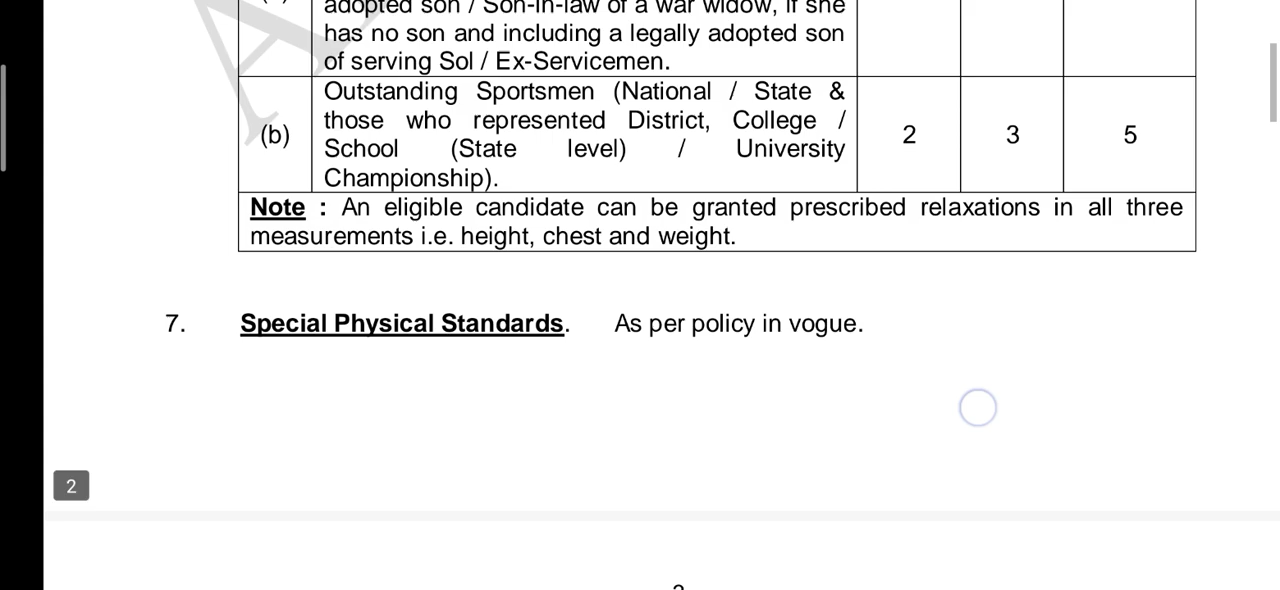 adopted son / Son-in-law of a war widow, if she
has no son and including a legally adopted son
of serving Sol / Ex-Servicemen.
(b) Outstanding Sportsmen (National / State & those who represented District, College / School (State level) / University Championship). 2 3 5
Note : An eligible candidate can be granted prescribed relaxations in all three
measurements i.e. height, chest and weight.
7. Special Physical Standards. As per policy in vogue.
2